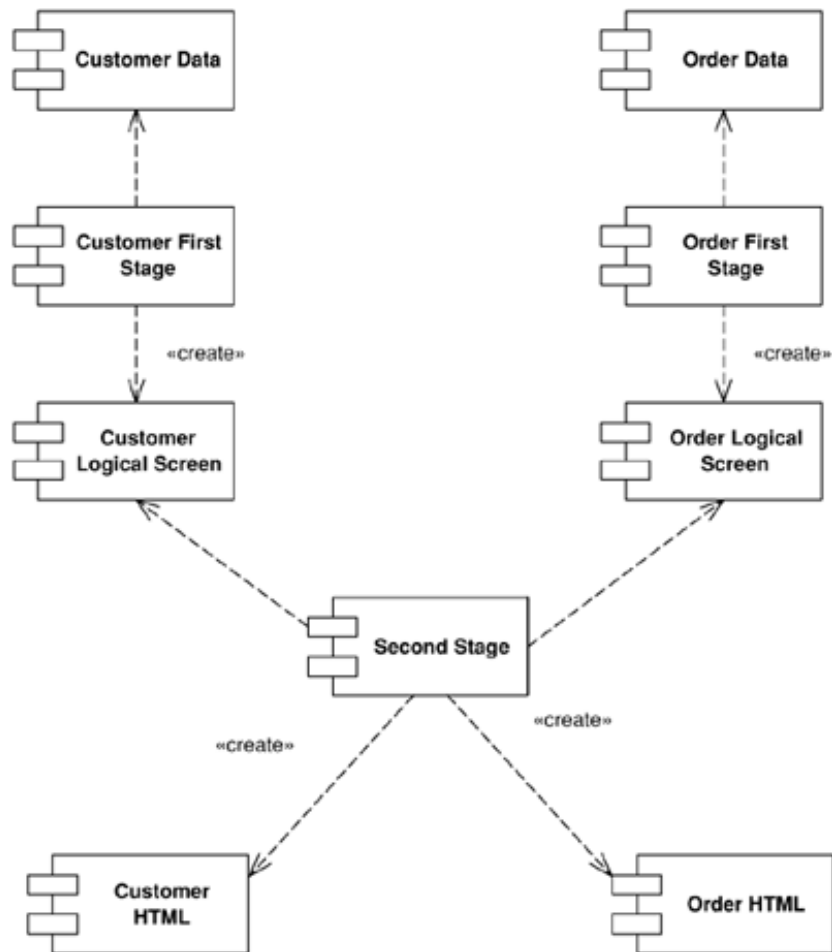 Customer Data
Order Data
Customer First
Stage
Order First
Stage
«create»
«create»
Customer
Logical Screen
Order Logical
Screen
Second Stage
«create»
«create»
Customer
HTML
Order HTML